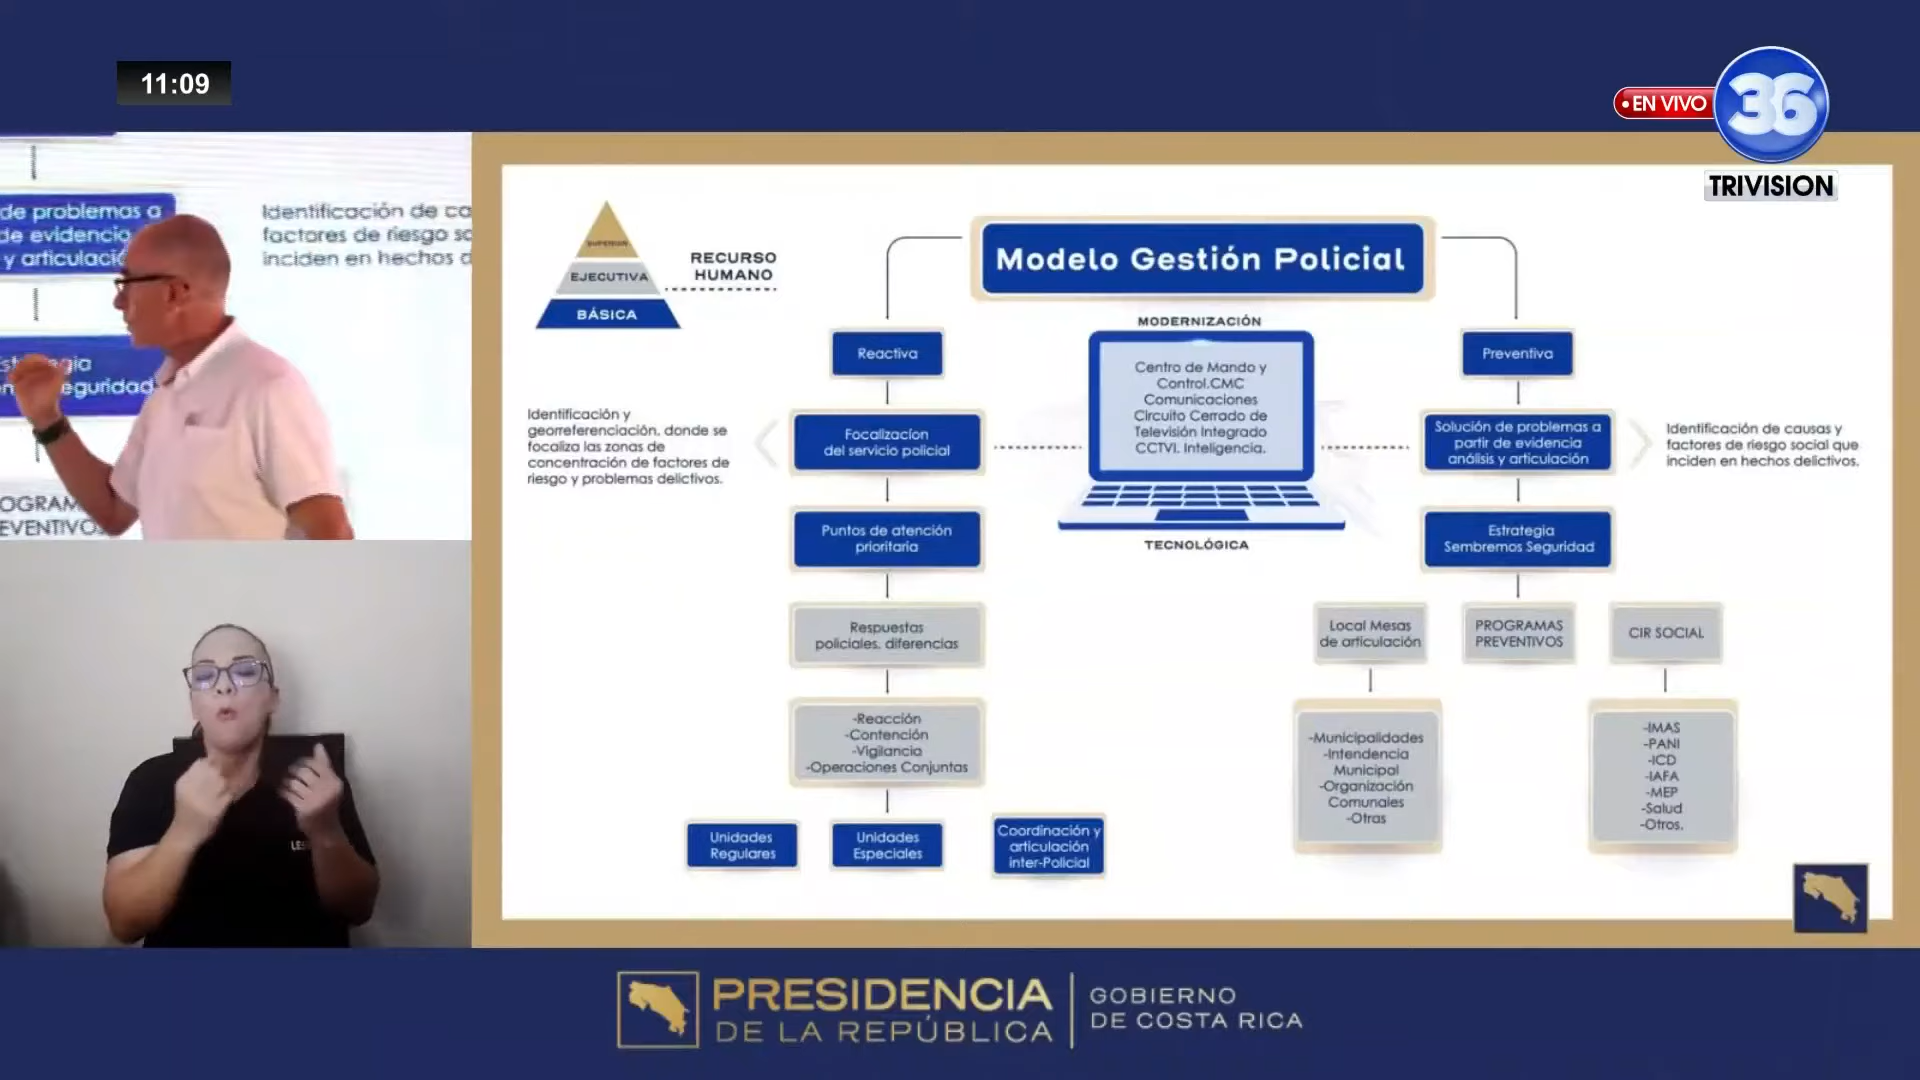 11:09
EN VIVO
36
TRIVISION
de problemas a
de evidencia
y articulació
Identificación de ca
factores de riesgo so
inciden en hechos d
eguridad
OGRAM
EVENTIVO
LES
SUPERIOR
EJECUTIVA
BÁSICA
RECURSO
HUMANO
Modelo Gestión Policial
Reactiva
Focalizacíon
del servicio policial
Identificación y
georreferenciación, donde se
focaliza las zonas de
concentración de factores de
riesgo y problemas delictivos.
Puntos de atención
prioritaria
Respuestas
policiales, diferencias
-Reacción
-Contención
-Vigilancia
-Operaciones Conjuntas
Unidades
Regulares
Unidades
Especiales
Coordinación y
articulación
inter-Policial
MODERNIZACIÓN
Centro de Mando y
Control.CMC
Comunicaciones
Circuito Cerrado de
Televisión Integrado
CCTVI. Inteligencia.
TECNOLÓGICA
Preventiva
Solución de problemas a
partir de evidencia
análisis y articulación
Identificación de causas y
factores de riesgo social que
inciden en hechos delictivos.
Estrategia
Sembremos Seguridad
Local Mesas
de articulación
PROGRAMAS
PREVENTIVOS
CIR SOCIAL
-Municipalidades
-Intendencia
Municipal
-Organización
Comunales
-Otras
-IMAS
-PANI
-ICD
-IAFA
-MEP
-Salud
-Otros.
PRESIDENCIA
DE LA REPÚBLICA
GOBIERNO
DE COSTA RICA